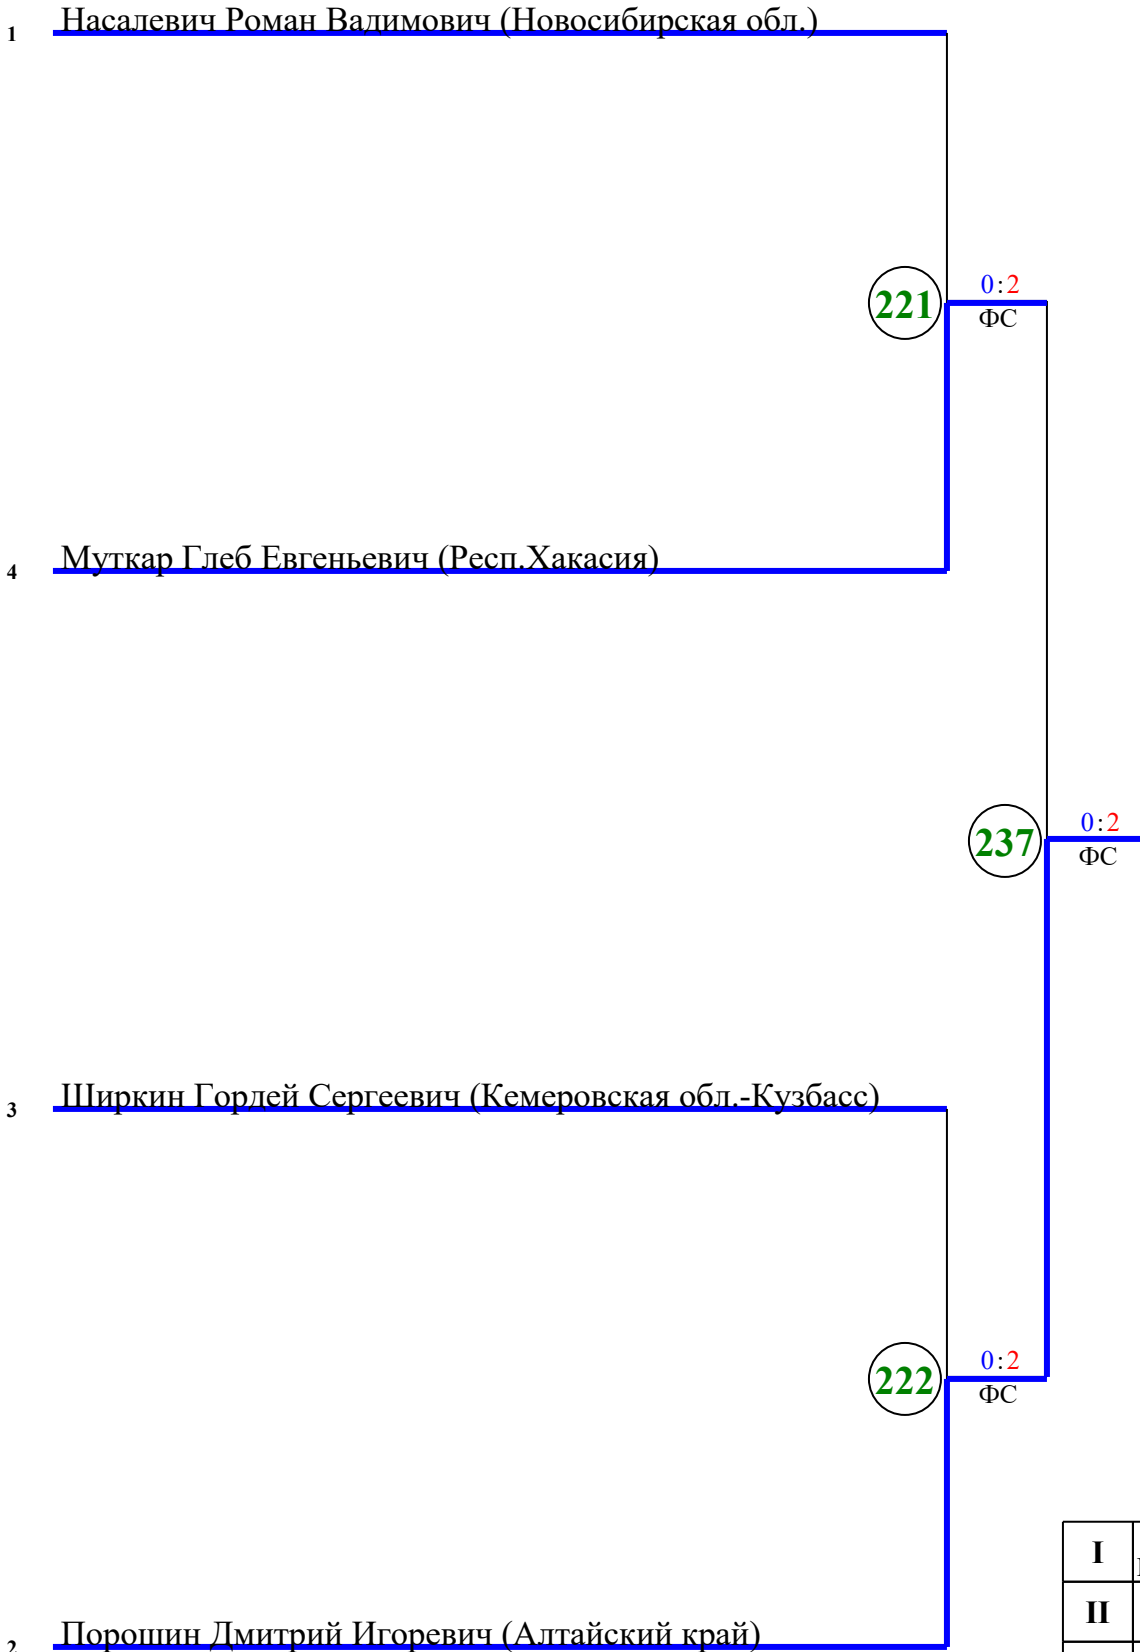 1 Насалевич Роман Вадимович (Новосибирская обл.)
0:2
221
ФС
4 Муткар Глеб Евгеньевич (Респ.Хакасия)
0:2
237
ФС
3 Ширкин Гордей Сергеевич (Кемеровская обл.-Кузбасс)
0:2
222
ФС
I
II
2 Порошин Дмитрий Игоревич (Алтайский край)